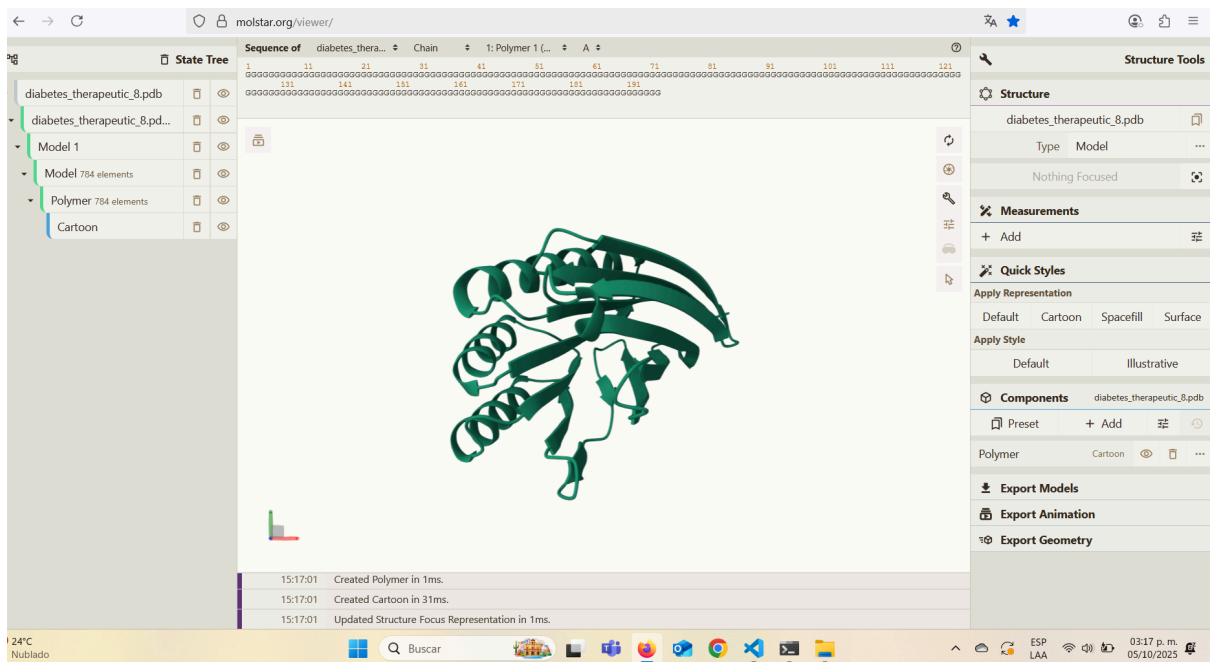 molstar.org/viewer/
State Tree
diabetes_therapeutic_8.pdb
diabetes_therapeutic_8.pd...
Model 1
Model 784 elements
Polymer 784 elements
Cartoon
Sequence of diabetes_thera... Chain 1: Polymer 1 (... A
1 11 21 31 41 51 61 71 81 91 101 111 121
131 141 151 161 171 181 191
15:17:01 Created Polymer in 1ms.
15:17:01 Created Cartoon in 31ms.
15:17:01 Updated Structure Focus Representation in 1ms.
Structure Tools
Structure
diabetes_therapeutic_8.pdb
Type Model
Nothing Focused
Measurements
+ Add
Quick Styles
Apply Representation
Default Cartoon Spacefill Surface
Apply Style
Default Illustrative
Components diabetes_therapeutic_8.pdb
Preset + Add
Polymer Cartoon
Export Models
Export Animation
Export Geometry
24°C
Nublado
Buscar
ESP
LAA
03:17 p. m.
05/10/2025